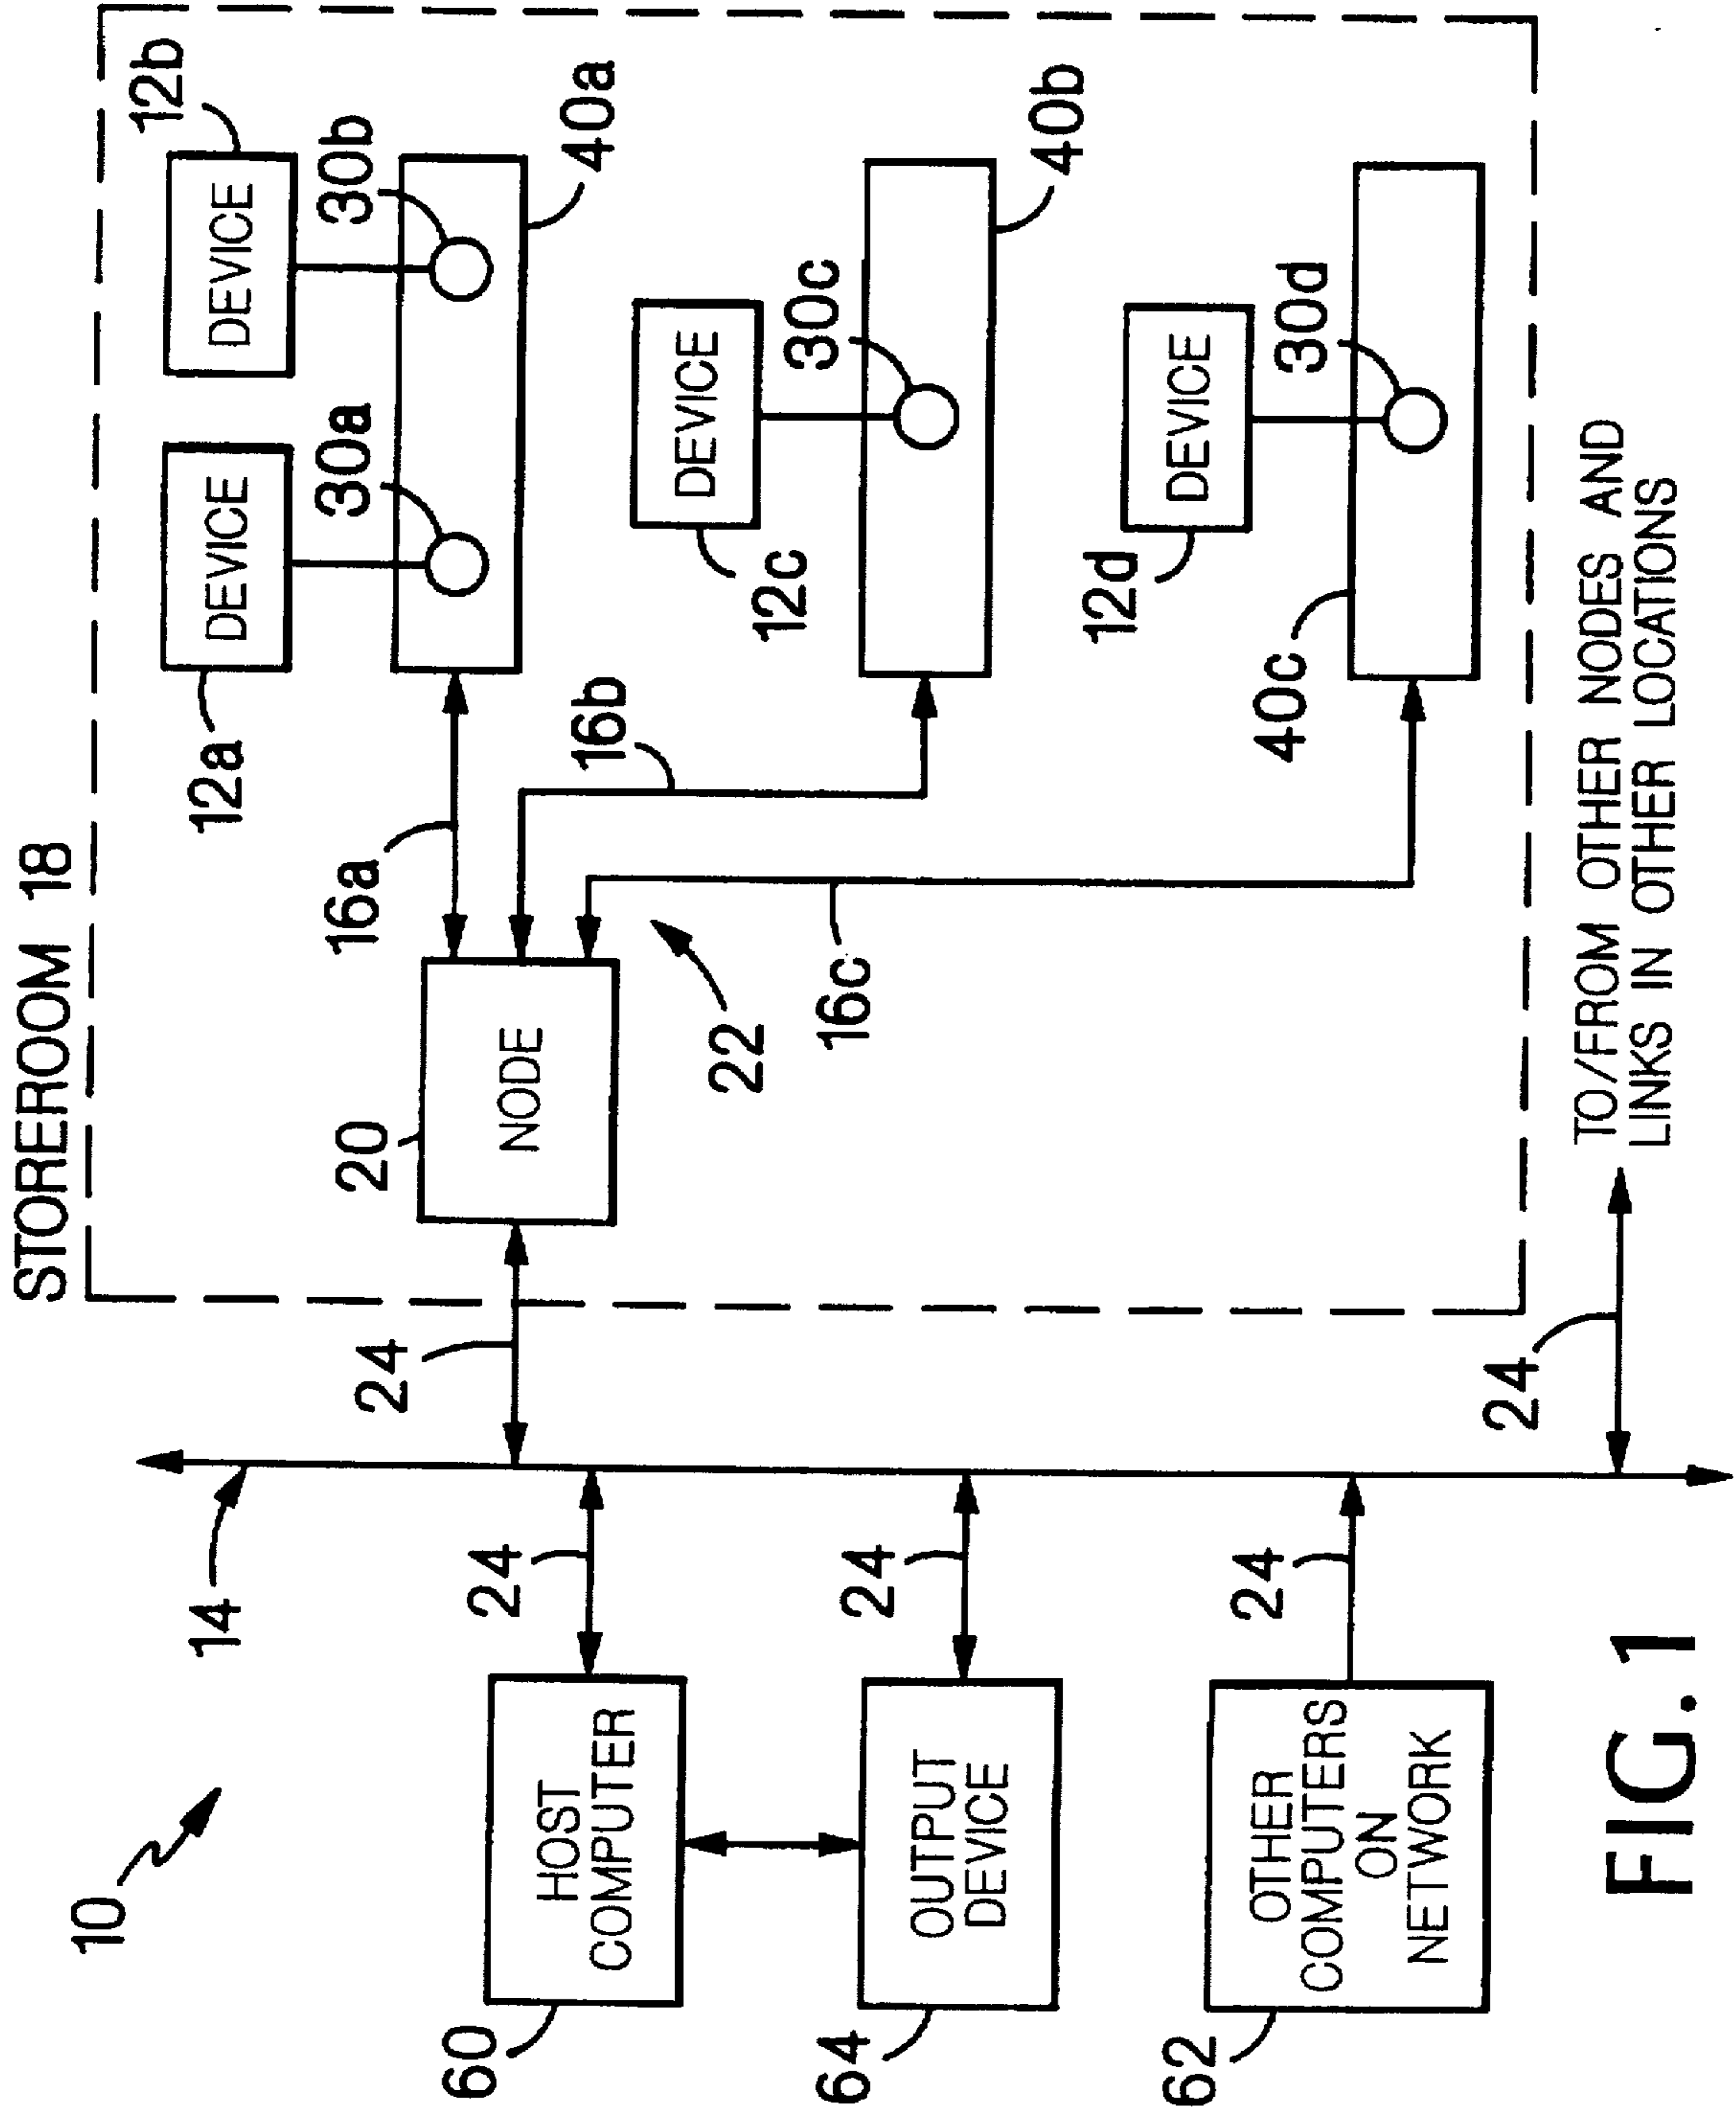 STOREROOM 18
10
14
24
20
NODE
22
16a
16b
16c
12a
DEVICE
30a
12b
DEVICE
30b
40a
12c
DEVICE
30c
40b
12d
DEVICE
30d
40c
60
HOST
COMPUTER
24
64
OUTPUT
DEVICE
24
62
OTHER
COMPUTERS
ON
NETWORK
24
24
TO/FROM OTHER NODES AND
LINKS IN OTHER LOCATIONS
FIG. 1